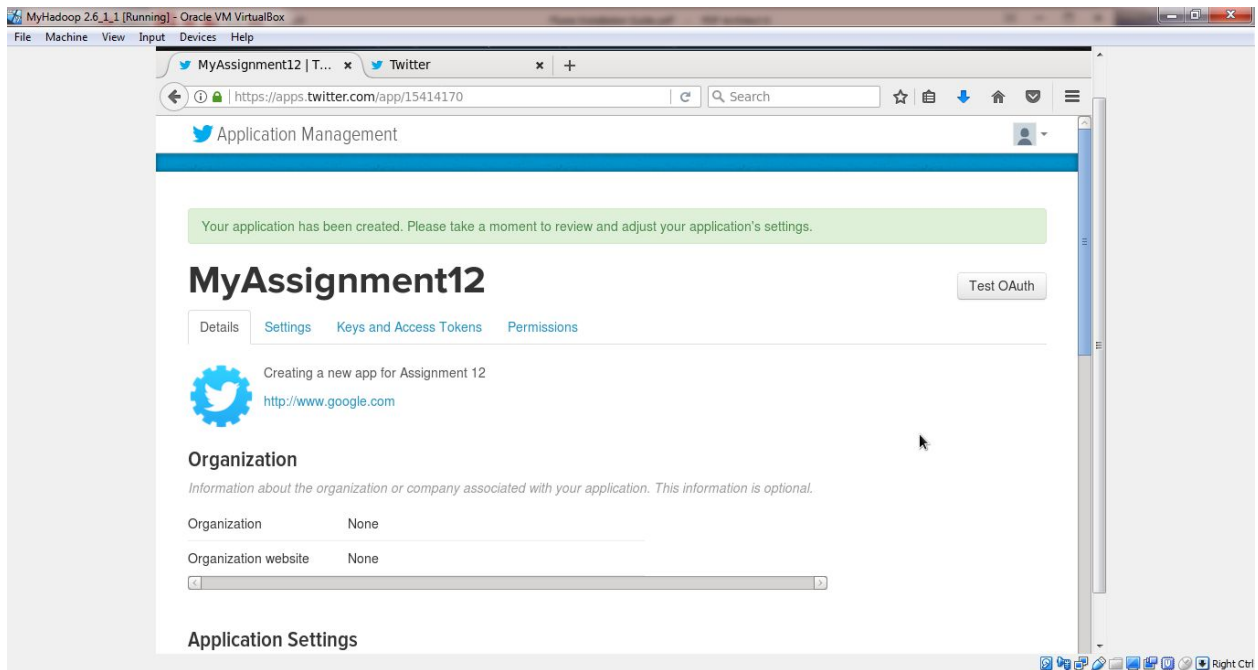 MyHadoop 2.6_1_1 [Running] - Oracle VM VirtualBox
File Machine View Input Devices Help
MyAssignment12 | T... × Twitter × +
https://apps.twitter.com/app/15414170 Search
Application Management
Your application has been created. Please take a moment to review and adjust your application's settings.
MyAssignment12
Test OAuth
Details Settings Keys and Access Tokens Permissions
Creating a new app for Assignment 12
http://www.google.com
Organization
Information about the organization or company associated with your application. This information is optional.
Organization None
Organization website None
Application Settings
Right Ctrl